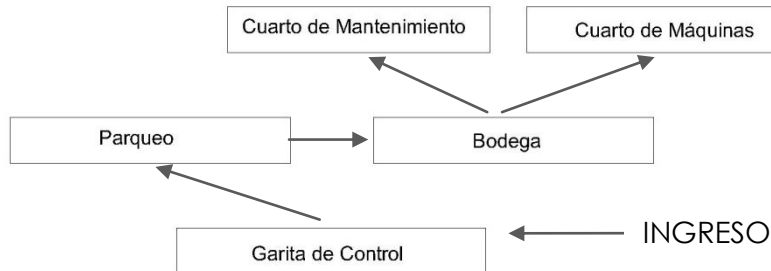 Cuarto de Mantenimiento
Cuarto de Máquinas
Parqueo
Bodega
INGRESO
Garita de Control